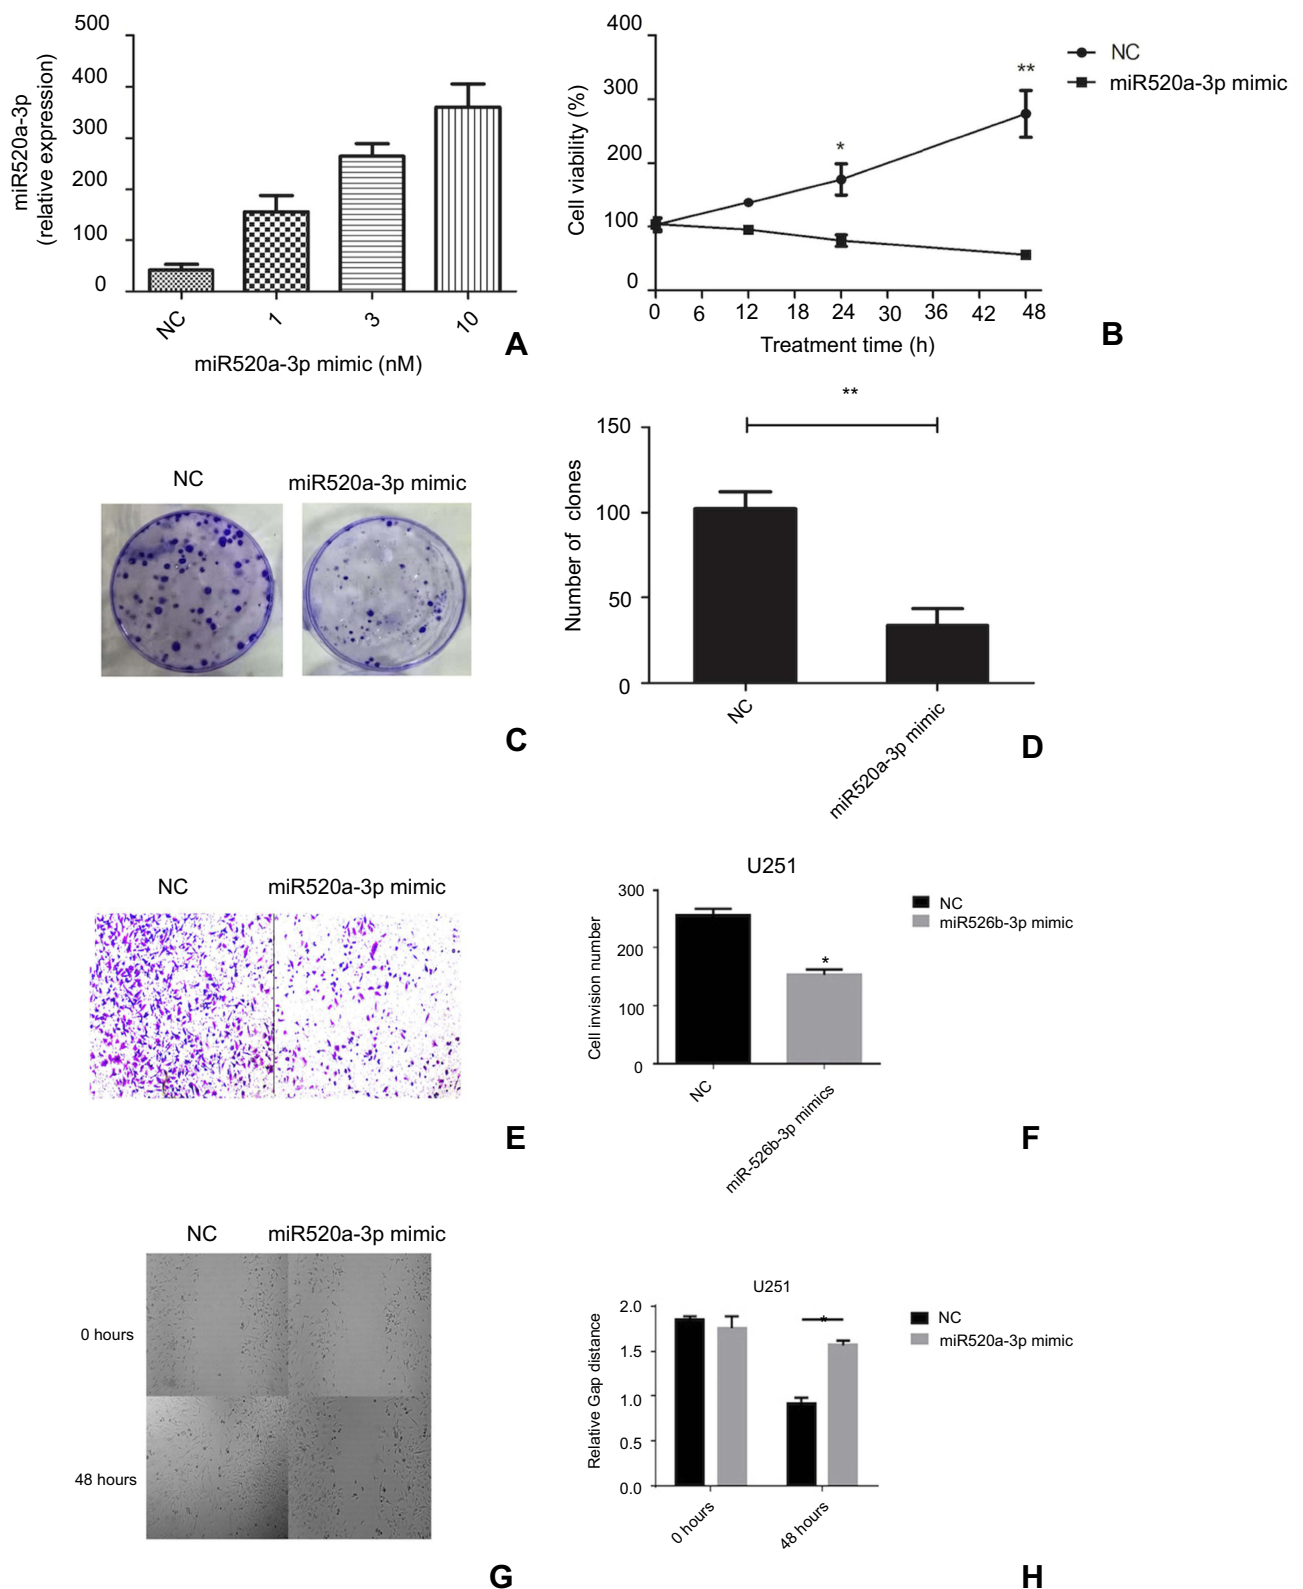 500
400
300
200
100
0
miR520a-3p
(relative expression)
NC
1
3
10
miR520a-3p mimic (nM)
A
400
300
200
100
0
Cell viability (%)
*
**
NC
miR520a-3p mimic
0
6
12
18
24
30
36
42
48
Treatment time (h)
B
NC
miR520a-3p mimic
C
**
150
100
50
0
Number of clones
NC
miR520a-3p mimic
D
NC
miR520a-3p mimic
E
U251
300
200
100
0
Cell invision number
*
NC
miR526b-3p mimic
NC
miR-526b-3p mimics
F
NC
miR520a-3p mimic
0 hours
48 hours
G
U251
2.0
1.5
1.0
0.5
0.0
Relative Gap distance
*
NC
miR520a-3p mimic
0 hours
48 hours
H